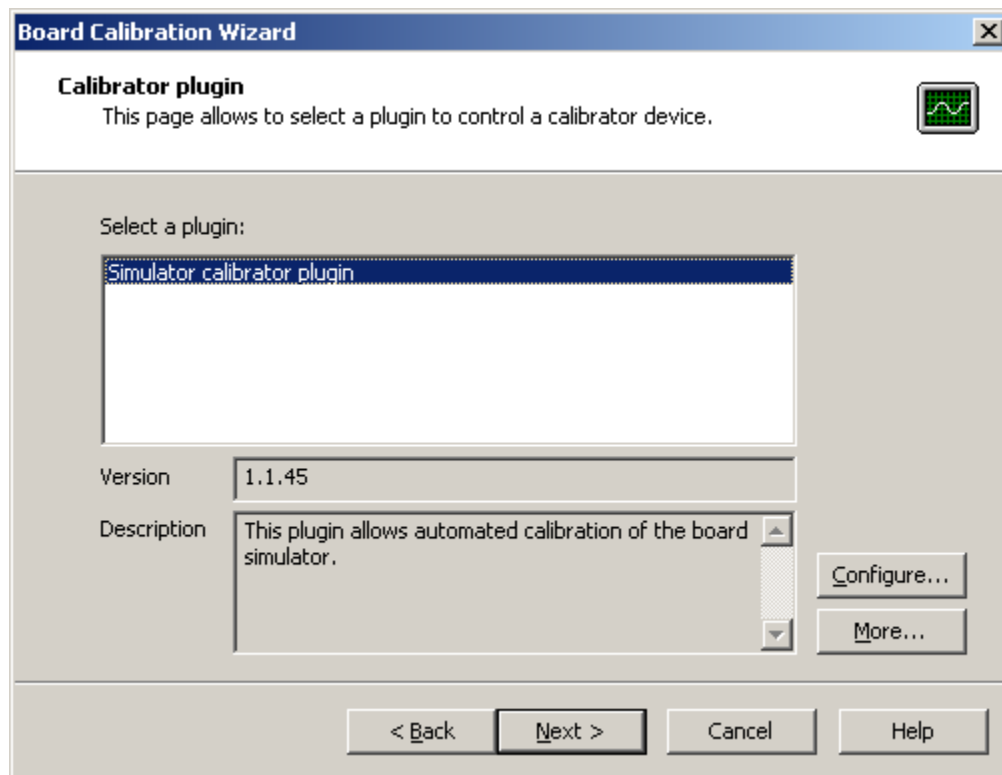 Board Calibration Wizard
Calibrator plugin
This page allows to select a plugin to control a calibrator device.
Select a plugin:
Simulator calibrator plugin
Version
1.1.45
Description
This plugin allows automated calibration of the board
simulator.
Configure...
More...
< Back
Next >
Cancel
Help